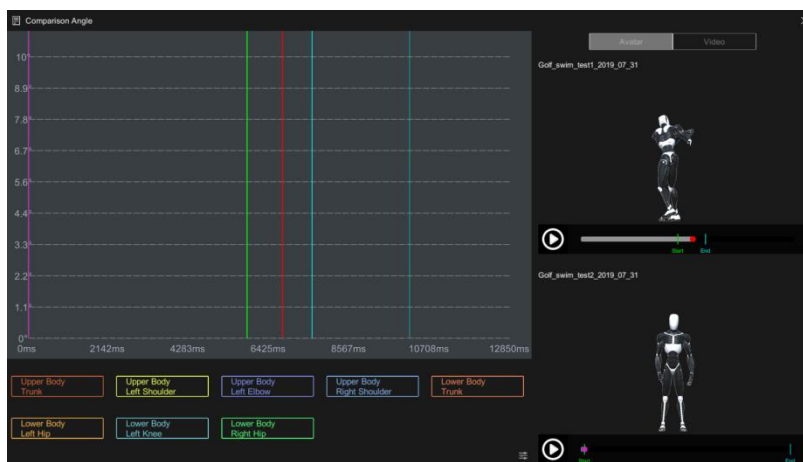 Comparison Angle
Avatar
Video
Golf_swim_test1_2019_07_31
10°
8.9°
7.8°
6.7°
5.6°
4.4°
3.3°
2.2°
1.1°
0°
0ms
2142ms
4283ms
6425ms
8567ms
10708ms
12850ms
Start
End
Golf_swim_test2_2019_07_31
Upper Body
Trunk
Upper Body
Left Shoulder
Upper Body
Left Elbow
Upper Body
Right Shoulder
Lower Body
Trunk
Lower Body
Left Hip
Lower Body
Left Knee
Lower Body
Right Hip
Start
End